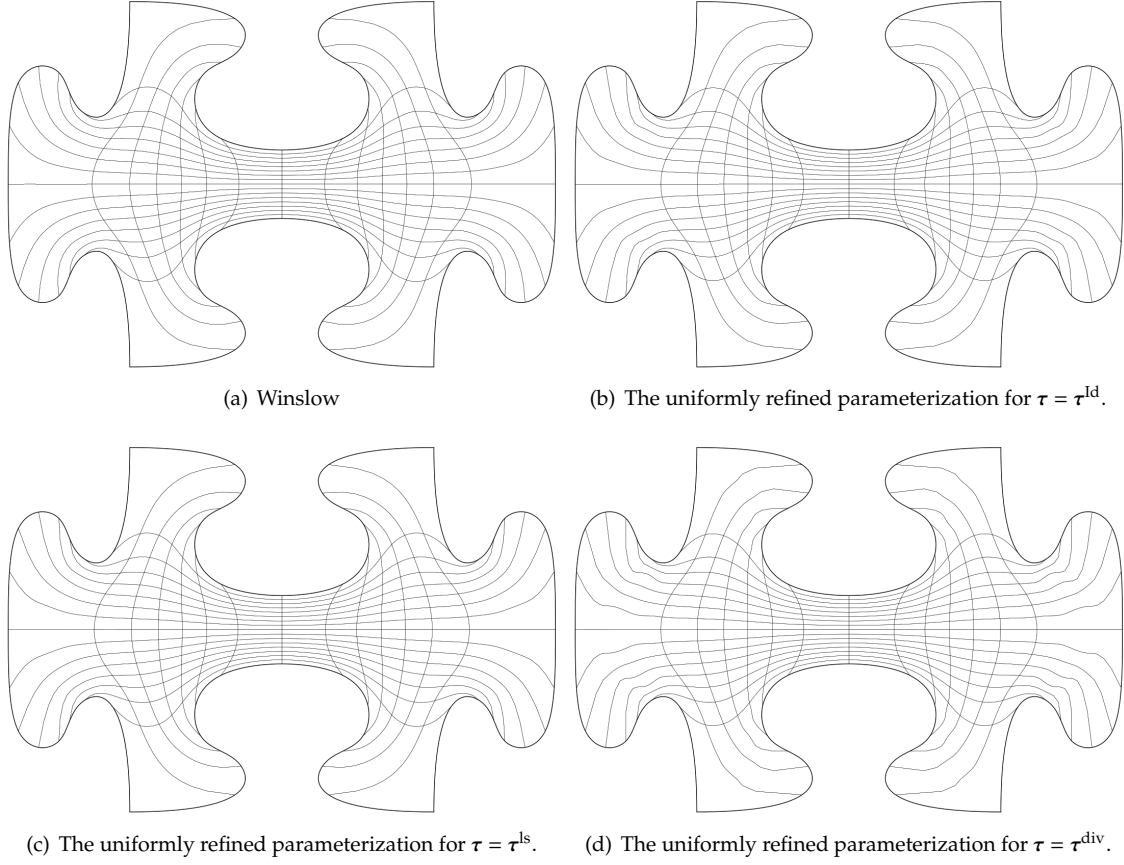 (a) Winslow
(b) The uniformly refined parameterization for τ = τ^Id.
(c) The uniformly refined parameterization for τ = τ^ls.
(d) The uniformly refined parameterization for τ = τ^div.